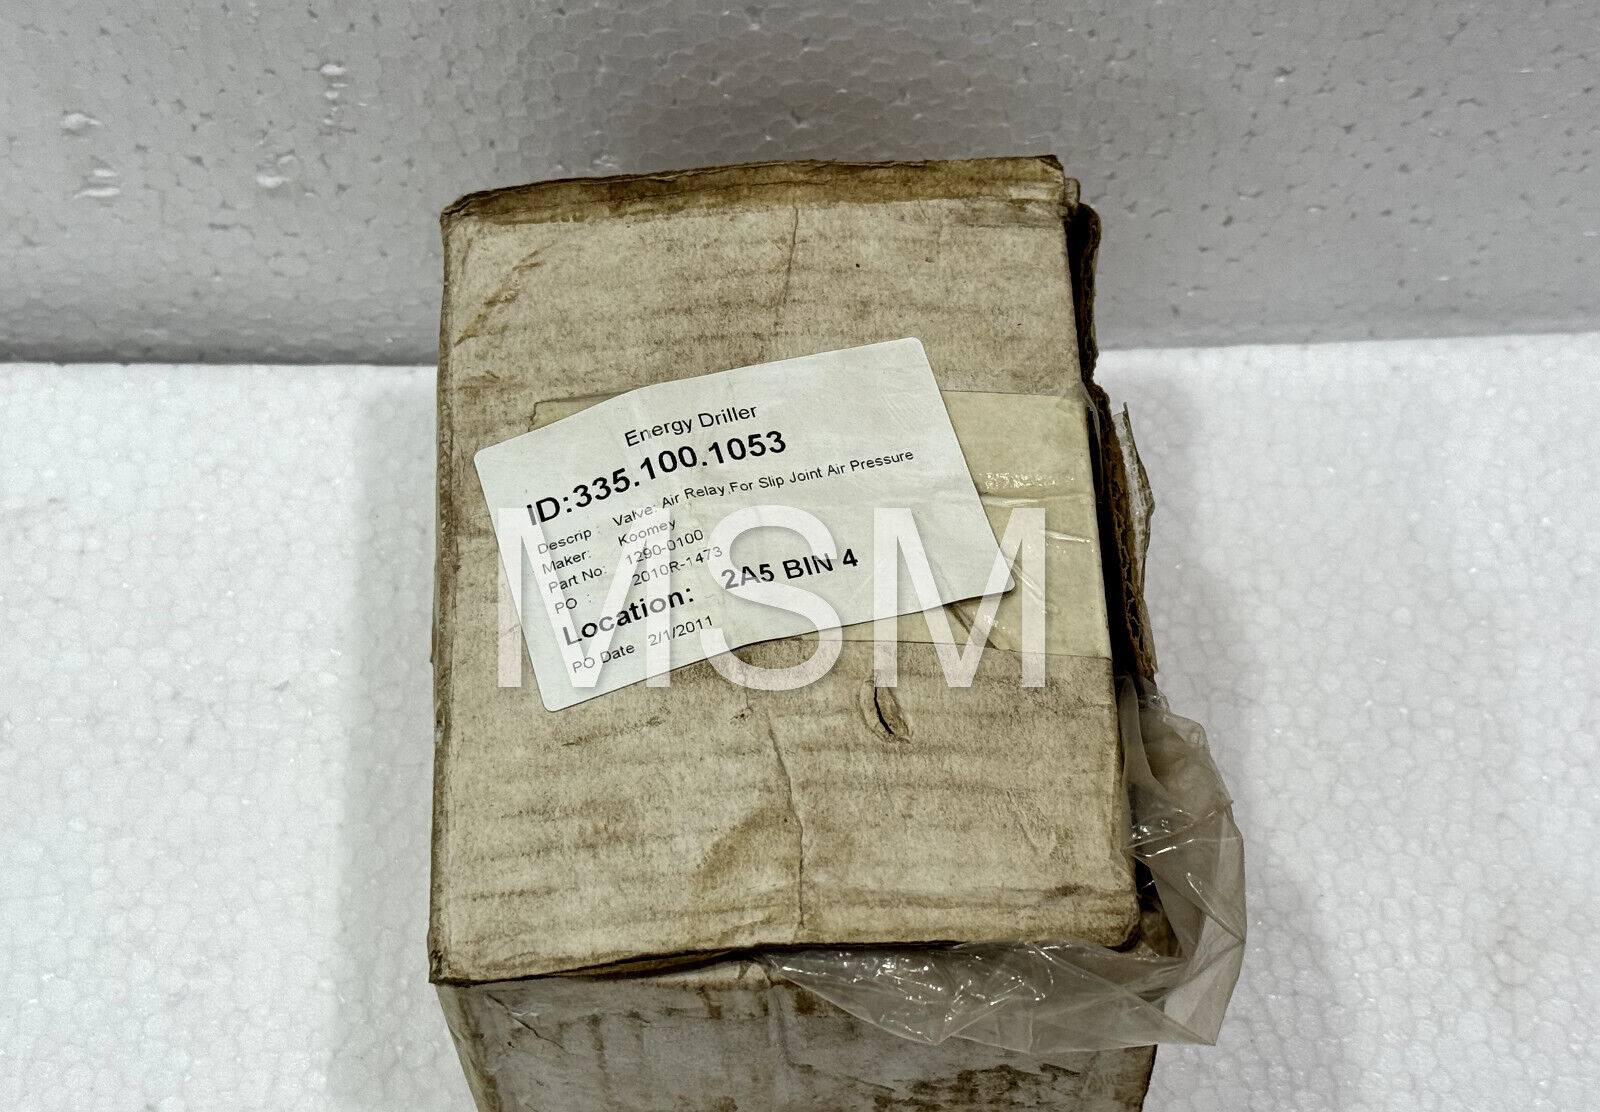 Energy Driller
ID:335.100.1053
Descrip : Valve: Air Relay,For Slip Joint Air Pressure
Maker: Koomey
Part No: 1290-0100
PO : 2010R-1473
Location: 2A5 BIN 4
PO Date 2/1/2011
MSM